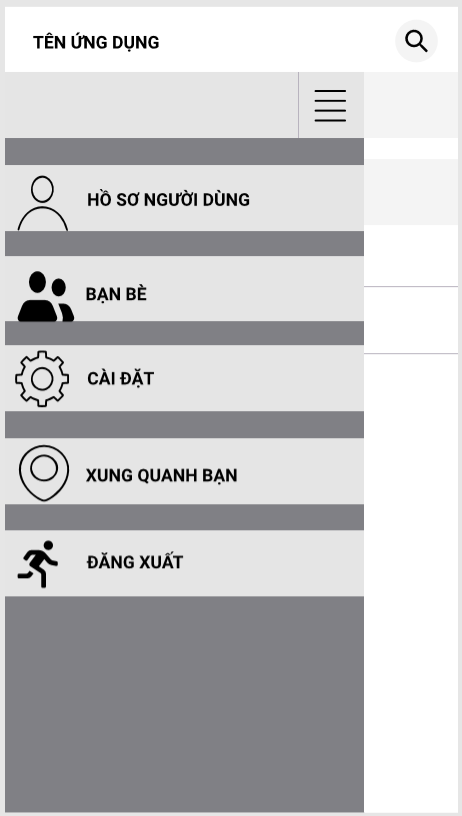 TÊN ỨNG DỤNG
HỒ SƠ NGƯỜI DÙNG
BẠN BÈ
CÀI ĐẶT
XUNG QUANH BẠN
ĐĂNG XUẤT